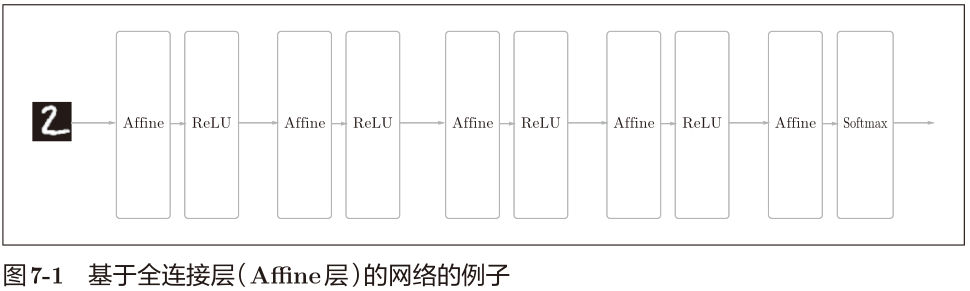 2
Affine ReLU Affine ReLU Affine ReLU Affine ReLU Affine Softmax
图7-1 基于全连接层(Affine层)的网络的例子